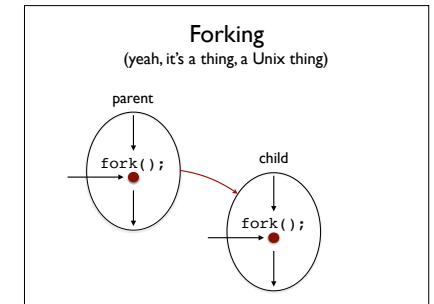 Forking
(yeah, it's a thing, a Unix thing)
parent
fork();
child
fork();